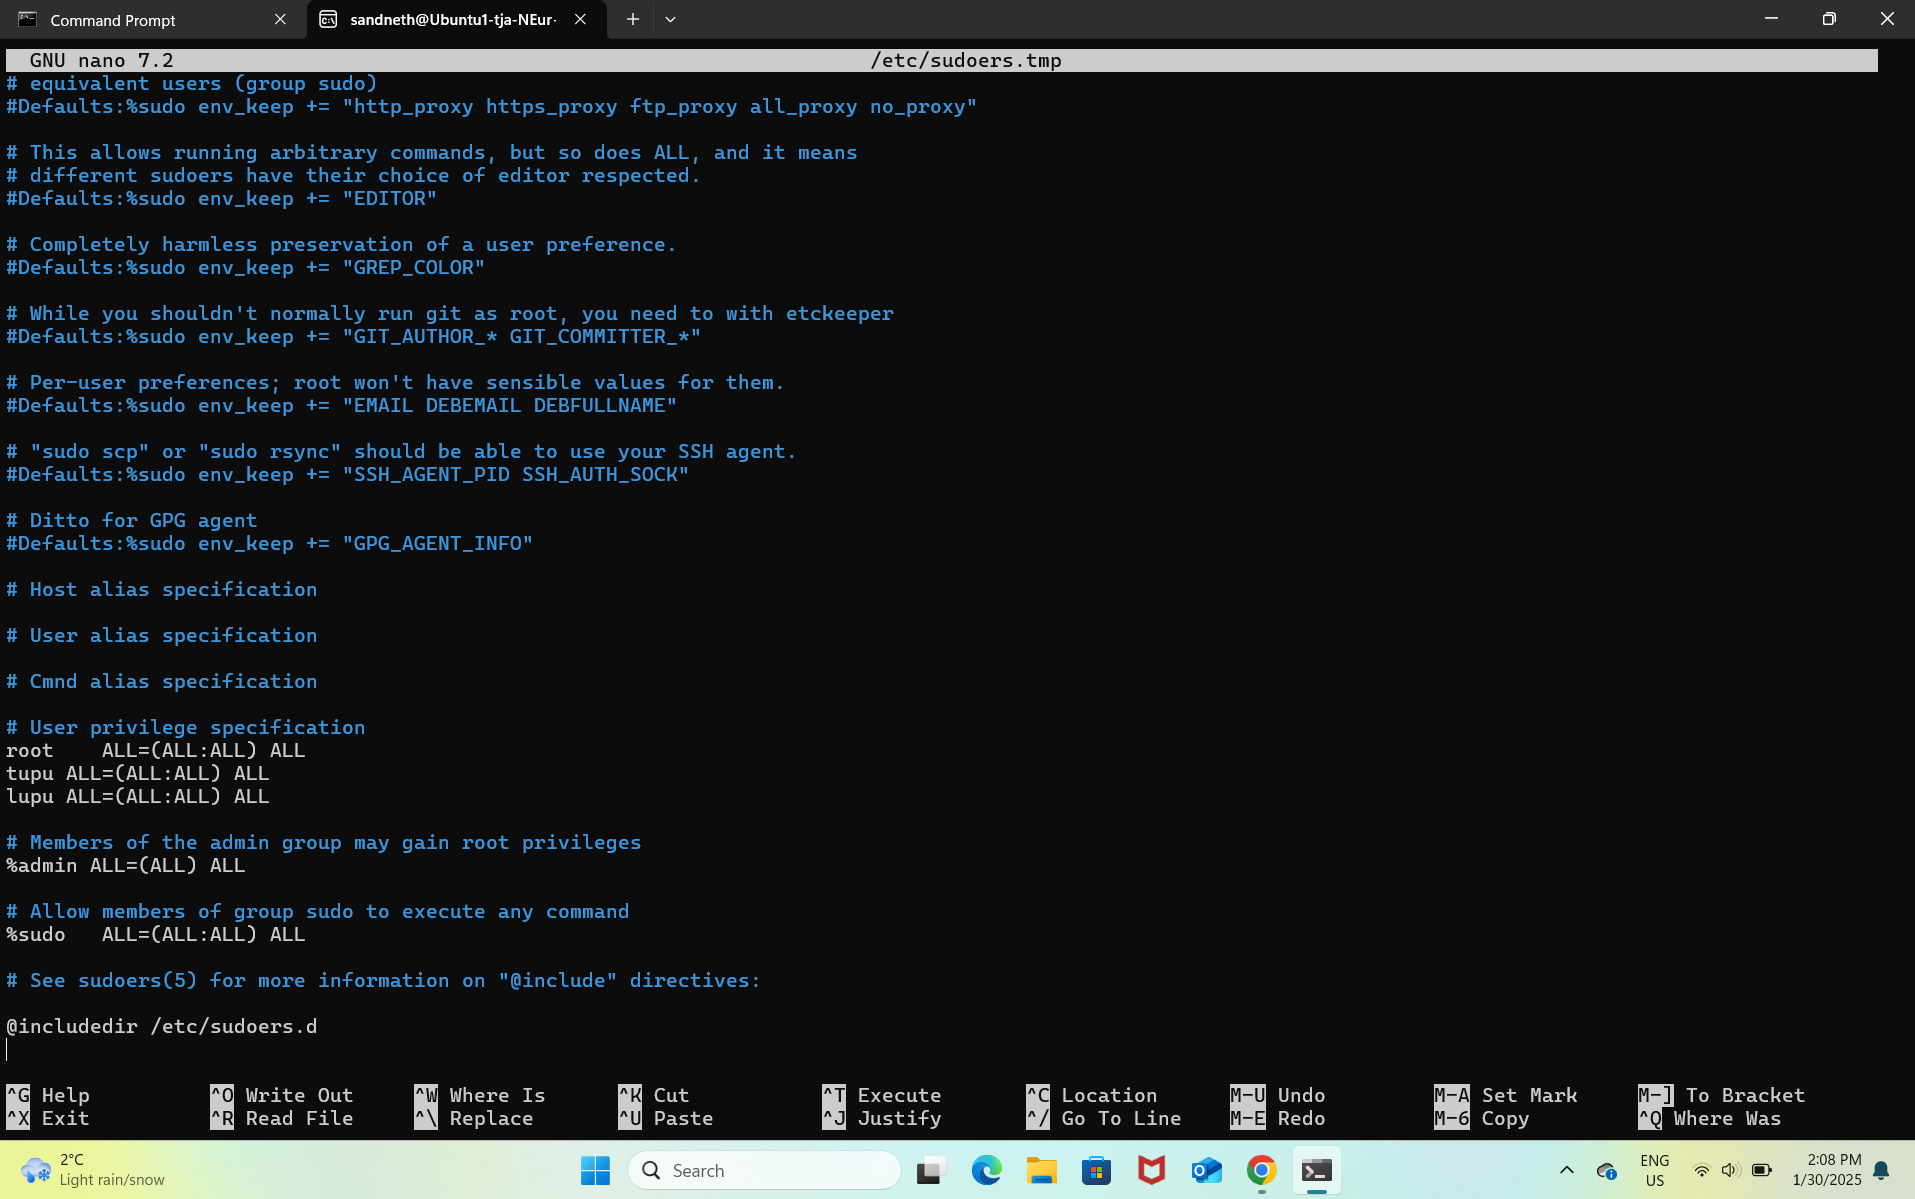 Command Prompt
sandneth@Ubuntu1-tja-NEur-
GNU nano 7.2 /etc/sudoers.tmp
# equivalent users (group sudo)
#Defaults:%sudo env_keep += "http_proxy https_proxy ftp_proxy all_proxy no_proxy"
# This allows running arbitrary commands, but so does ALL, and it means
# different sudoers have their choice of editor respected.
#Defaults:%sudo env_keep += "EDITOR"
# Completely harmless preservation of a user preference.
#Defaults:%sudo env_keep += "GREP_COLOR"
# While you shouldn't normally run git as root, you need to with etckeeper
#Defaults:%sudo env_keep += "GIT_AUTHOR_* GIT_COMMITTER_*"
# Per-user preferences; root won't have sensible values for them.
#Defaults:%sudo env_keep += "EMAIL DEBEMAIL DEBFULLNAME"
# "sudo scp" or "sudo rsync" should be able to use your SSH agent.
#Defaults:%sudo env_keep += "SSH_AGENT_PID SSH_AUTH_SOCK"
# Ditto for GPG agent
#Defaults:%sudo env_keep += "GPG_AGENT_INFO"
# Host alias specification
# User alias specification
# Cmnd alias specification
# User privilege specification
root    ALL=(ALL:ALL) ALL
tupu ALL=(ALL:ALL) ALL
lupu ALL=(ALL:ALL) ALL
# Members of the admin group may gain root privileges
%admin ALL=(ALL) ALL
# Allow members of group sudo to execute any command
%sudo   ALL=(ALL:ALL) ALL
# See sudoers(5) for more information on "@include" directives:
@includedir /etc/sudoers.d
^G Help ^O Write Out ^W Where Is ^K Cut ^T Execute ^C Location M-U Undo M-A Set Mark M-] To Bracket
^X Exit ^R Read File ^\ Replace ^U Paste ^J Justify ^/ Go To Line M-E Redo M-6 Copy ^Q Where Was
2°C
Light rain/snow
Search
ENG
US
2:08 PM
1/30/2025